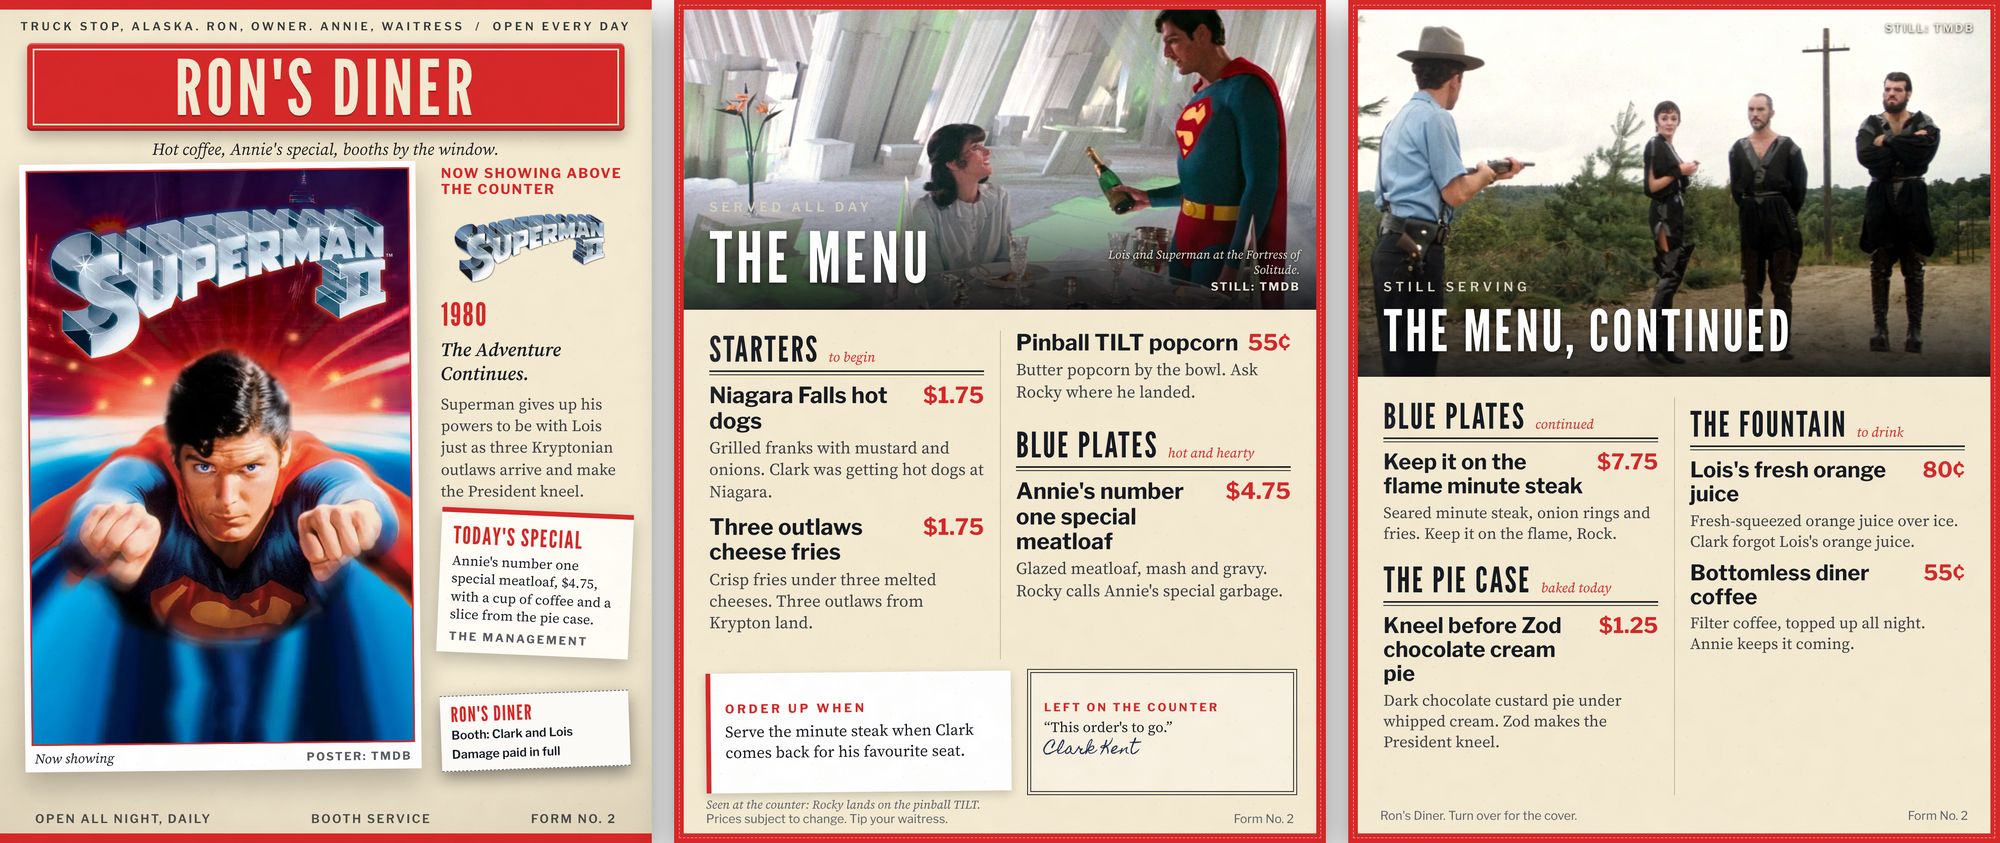 TRUCK STOP, ALASKA. RON, OWNER. ANNIE, WAITRESS / OPEN EVERY DAY
RON'S DINER
Hot coffee, Annie's special, booths by the window.
SUPERMAN II
™
Now showing
POSTER: TMDB
NOW SHOWING ABOVE
THE COUNTER
SUPERMAN II
1980
The Adventure
Continues.
Superman gives up his
powers to be with Lois
just as three Kryptonian
outlaws arrive and make
the President kneel.
TODAY'S SPECIAL
Annie's number one
special meatloaf, $4.75,
with a cup of coffee and a
slice from the pie case.
THE MANAGEMENT
RON'S DINER
Booth: Clark and Lois
Damage paid in full
OPEN ALL NIGHT, DAILY
BOOTH SERVICE
FORM NO. 2
SERVED ALL DAY
THE MENU
Lois and Superman at the Fortress of
Solitude.
STILL: TMDB
STARTERS to begin
Niagara Falls hot $1.75
dogs
Grilled franks with mustard and
onions. Clark was getting hot dogs at
Niagara.
Three outlaws $1.75
cheese fries
Crisp fries under three melted
cheeses. Three outlaws from
Krypton land.
Pinball TILT popcorn 55¢
Butter popcorn by the bowl. Ask
Rocky where he landed.
BLUE PLATES hot and hearty
Annie's number $4.75
one special
meatloaf
Glazed meatloaf, mash and gravy.
Rocky calls Annie's special garbage.
ORDER UP WHEN
Serve the minute steak when Clark
comes back for his favourite seat.
LEFT ON THE COUNTER
“This order's to go.”
Clark Kent
Seen at the counter: Rocky lands on the pinball TILT.
Prices subject to change. Tip your waitress.
Form No. 2
STILL: TMDB
STILL SERVING
THE MENU, CONTINUED
BLUE PLATES continued
Keep it on the $7.75
flame minute steak
Seared minute steak, onion rings and
fries. Keep it on the flame, Rock.
THE PIE CASE baked today
Kneel before Zod $1.25
chocolate cream
pie
Dark chocolate custard pie under
whipped cream. Zod makes the
President kneel.
THE FOUNTAIN to drink
Lois's fresh orange 80¢
juice
Fresh-squeezed orange juice over ice.
Clark forgot Lois's orange juice.
Bottomless diner 55¢
coffee
Filter coffee, topped up all night.
Annie keeps it coming.
Ron's Diner. Turn over for the cover.
Form No. 2